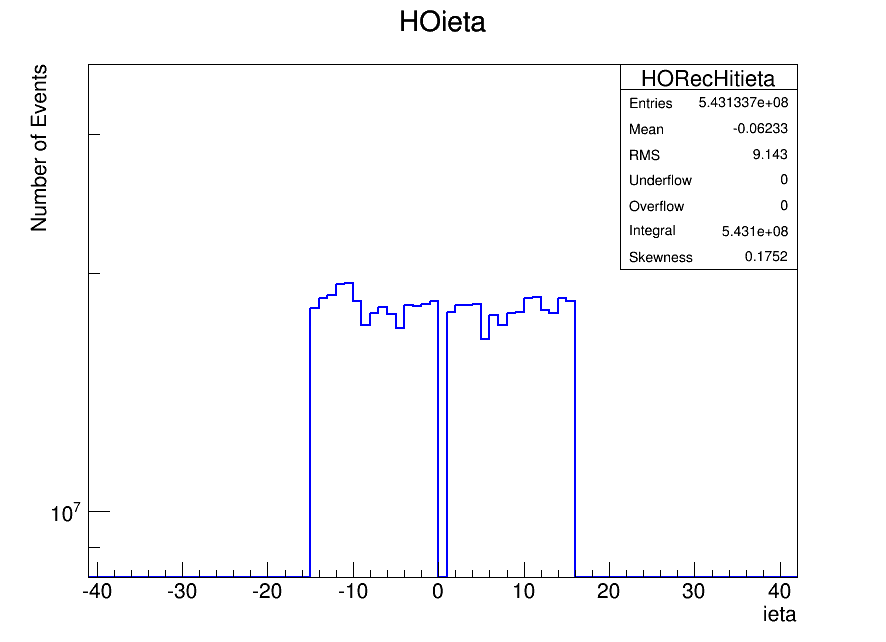 HOieta
Number of Events
HORecHitieta
Entries 5.431337e+08
Mean -0.06233
RMS 9.143
Underflow 0
Overflow 0
Integral 5.431e+08
Skewness 0.1752
10^7
-40 -30 -20 -10 0 10 20 30 40
ieta